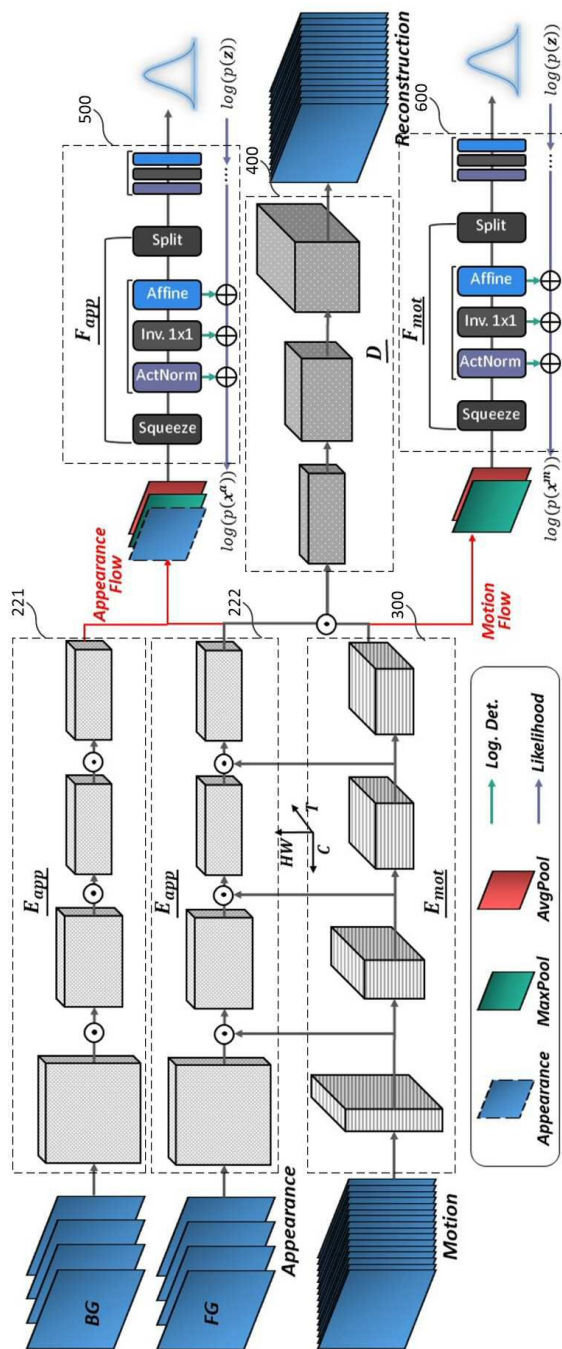 BG
FG
Appearance
Motion
221
E_app
222
E_app
HW
T
C
E_mot
300
Appearance
Flow
Motion
Flow
500
F_app
Squeeze
ActNorm
Inv. 1x1
Affine
Split
...
log(p(x^a))
log(p(z))
400
D
Reconstruction
600
F_mot
Squeeze
ActNorm
Inv. 1x1
Affine
Split
...
log(p(x^m))
log(p(z))
Appearance
MaxPool
AvgPool
Log. Det.
Likelihood